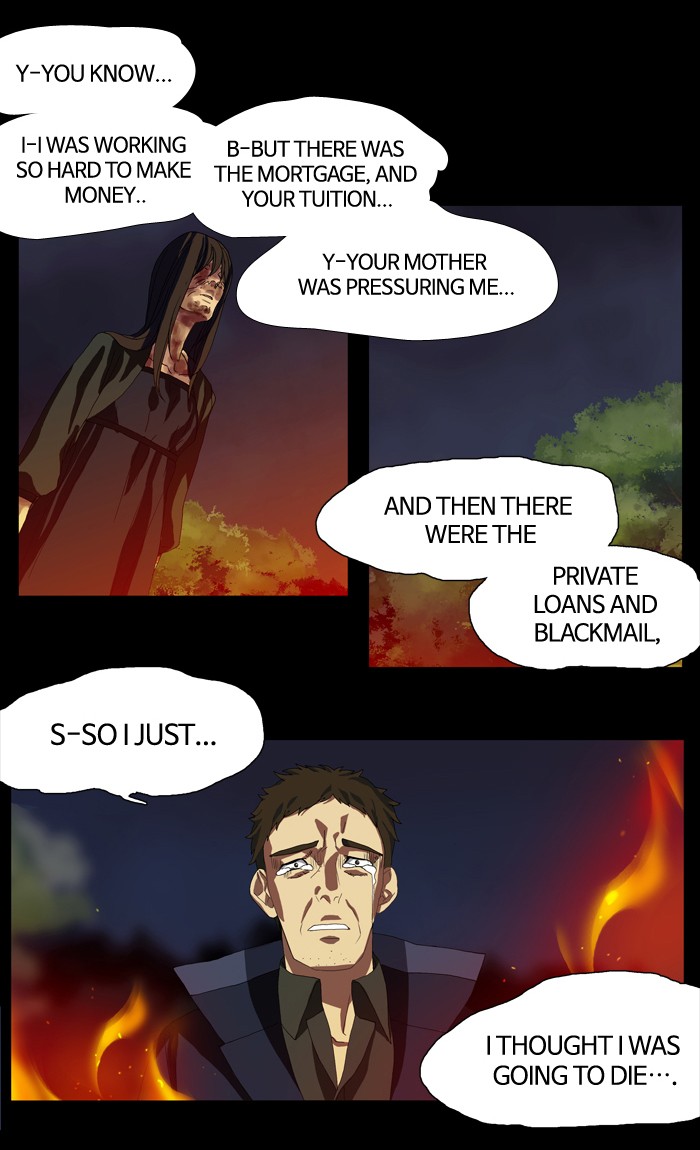 Y-YOU KNOW...
I-I WAS WORKING
SO HARD TO MAKE
MONEY..
B-BUT THERE WAS
THE MORTGAGE, AND
YOUR TUITION...
Y-YOUR MOTHER
WAS PRESSURING ME...
AND THEN THERE
WERE THE
PRIVATE
LOANS AND
BLACKMAIL,
S-SO I JUST...
I THOUGHT I WAS
GOING TO DIE···.